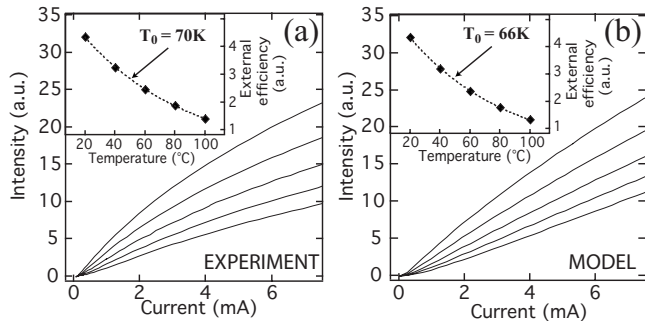 (a)
T₀ = 70K
Intensity (a.u.)
35
30
25
20
15
10
5
0
4
3
2
1
External
efficiency
(a.u.)
20 40 60 80 100
Temperature (°C)
EXPERIMENT
0 2 4 6
Current (mA)
(b)
T₀ = 66K
Intensity (a.u.)
35
30
25
20
15
10
5
0
4
3
2
1
External
efficiency
(a.u.)
20 40 60 80 100
Temperature (°C)
MODEL
0 2 4 6
Current (mA)